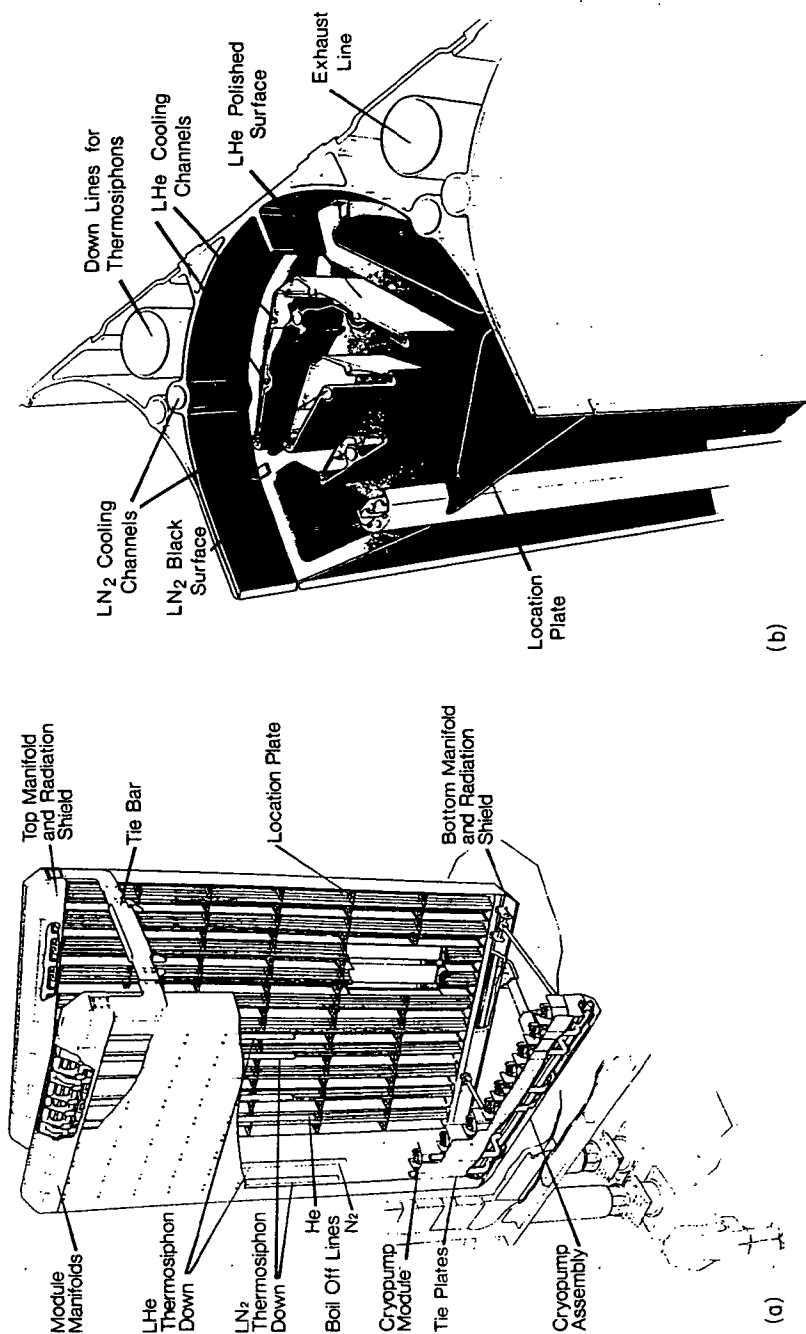 Module
Manifolds
LHe
Thermosiphon
Down
LN2
Thermosiphon
Down
He
N2
Boil Off Lines
Cryopump
Module
Tie Plates
Cryopump
Assembly
Top Manifold
and Radiation
Shield
Tie Bar
Location Plate
Bottom Manifold
and Radiation
Shield
(a)
Down Lines for
Thermosiphons
LN2 Cooling
Channels
LN2 Black
Surface
LHe Cooling
Channels
LHe Polished
Surface
Exhaust
Line
Location
Plate
(b)